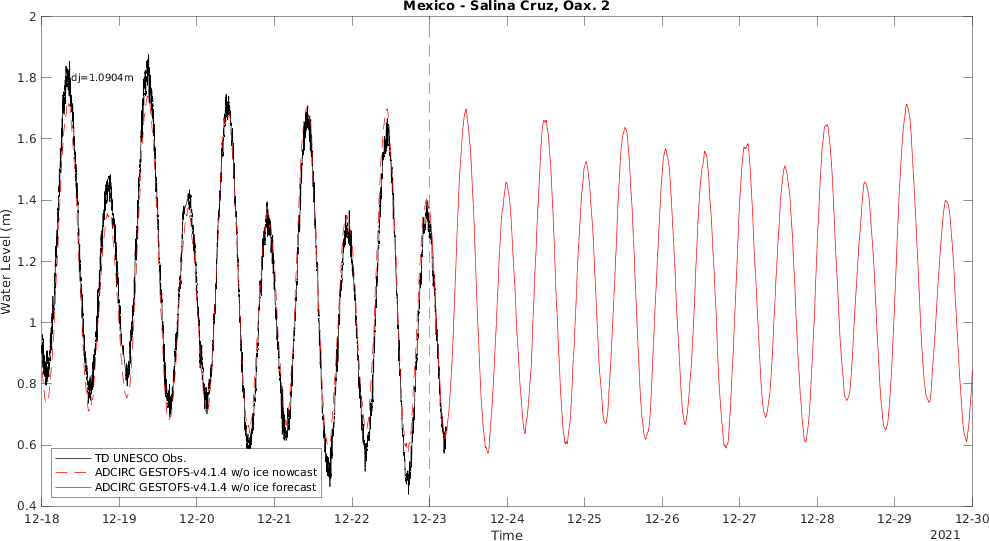 Mexico - Salina Cruz, Oax. 2
2
1.8
1.6
1.4
1.2
1
0.8
0.6
0.4
Water Level (m)
dj=1.0904m
TD UNESCO Obs.
ADCIRC GESTOFS-v4.1.4 w/o ice nowcast
ADCIRC GESTOFS-v4.1.4 w/o ice forecast
12-18 12-19 12-20 12-21 12-22 12-23 12-24 12-25 12-26 12-27 12-28 12-29 12-30
Time
2021